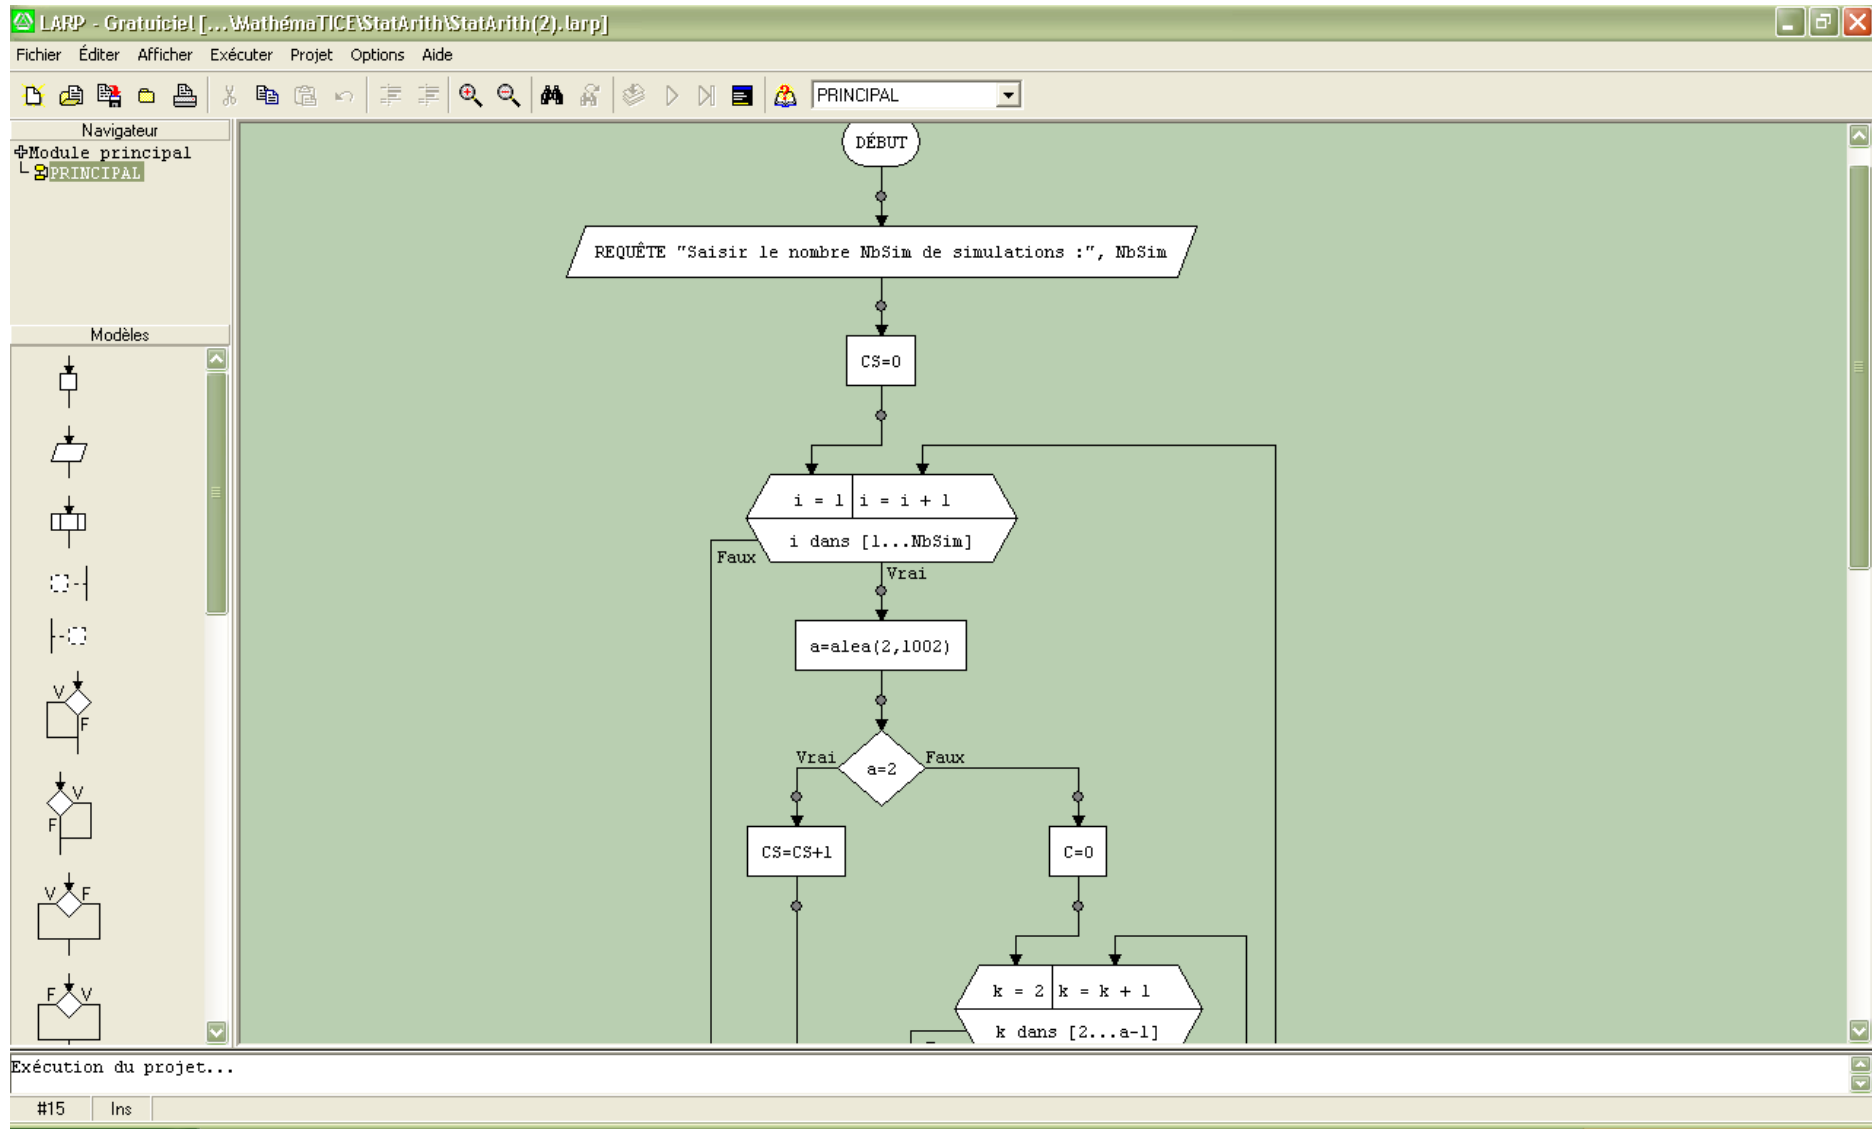 LARP - Gratuiciel [...\MathémaTICE\StatArith\StatArith(2).larp]
Fichier Éditer Afficher Exécuter Projet Options Aide
PRINCIPAL
Navigateur
Module principal
PRINCIPAL
Modèles
V
F
V
F
V F
F V
DÉBUT
REQUÊTE "Saisir le nombre NbSim de simulations :", NbSim
CS=0
i = 1 i = i + 1
i dans [1...NbSim]
Faux
Vrai
a=alea(2,1002)
Vrai
a=2
Faux
CS=CS+1
C=0
k = 2 k = k + 1
k dans [2...a-1]
Exécution du projet...
#15 Ins